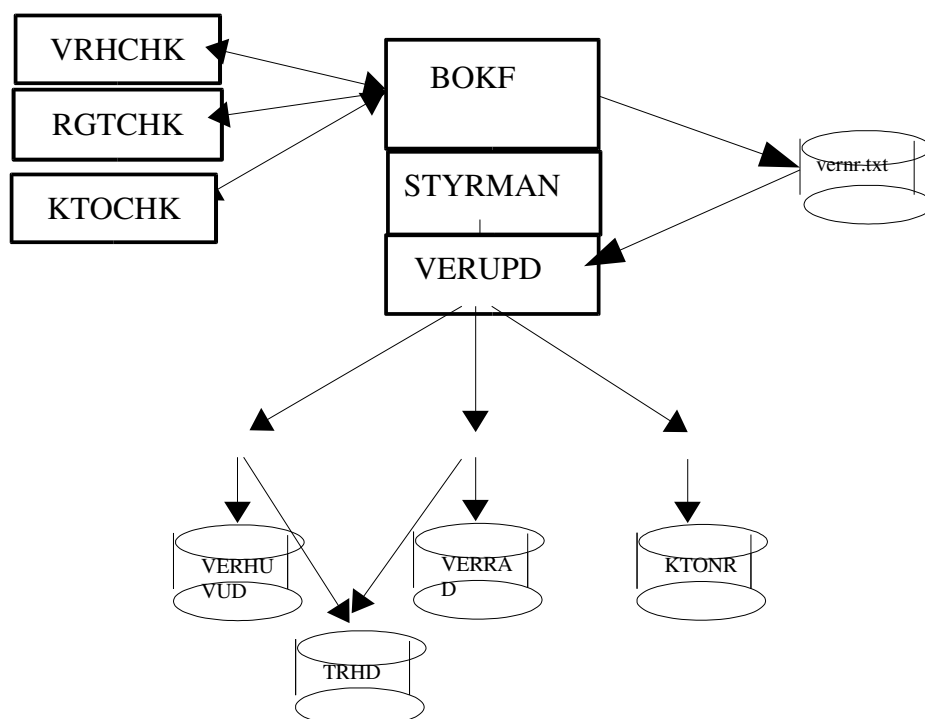 VRHCHK
BOKF
RGTCHK
vernr.txt
STYRMAN
KTOCHK
VERUPD
VERHU
VUD
VERRA
D
KTONR
TRHD